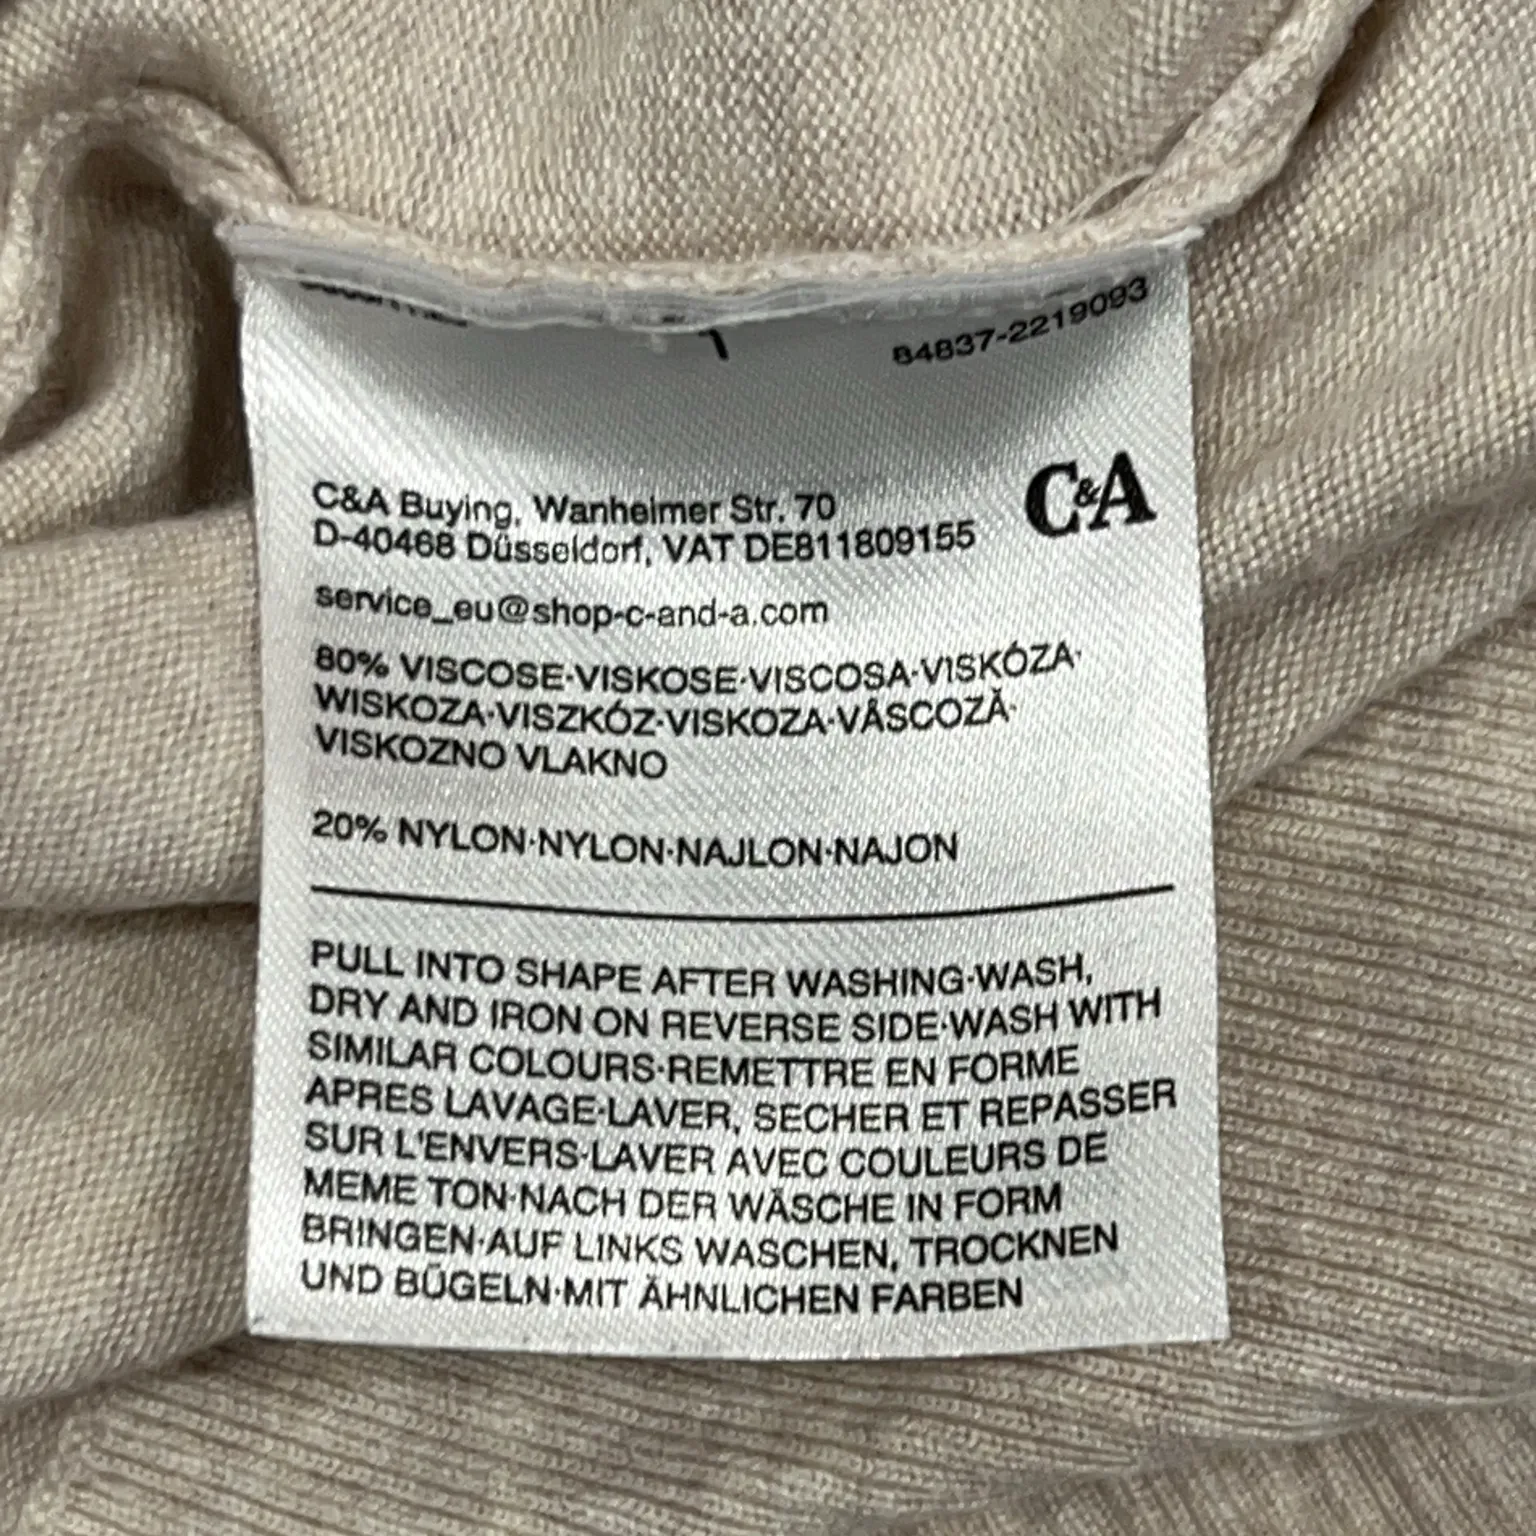 84837-2219093
C&A
C&A Buying, Wanheimer Str. 70
D-40468 Düsseldorf, VAT DE811809155
service_eu@shop-c-and-a.com
80% VISCOSE·VISKOSE·VISCOSA·VISKÓZA·
WISKOZA·VISZKÓZ·VISKOZA·VÂSCOZĂ·
VISKOZNO VLAKNO
20% NYLON·NYLON·NAJLON·NAJON
PULL INTO SHAPE AFTER WASHING·WASH,
DRY AND IRON ON REVERSE SIDE·WASH WITH
SIMILAR COLOURS·REMETTRE EN FORME
APRES LAVAGE·LAVER, SECHER ET REPASSER
SUR L'ENVERS·LAVER AVEC COULEURS DE
MEME TON·NACH DER WÄSCHE IN FORM
BRINGEN·AUF LINKS WASCHEN, TROCKNEN
UND BÜGELN·MIT ÄHNLICHEN FARBEN